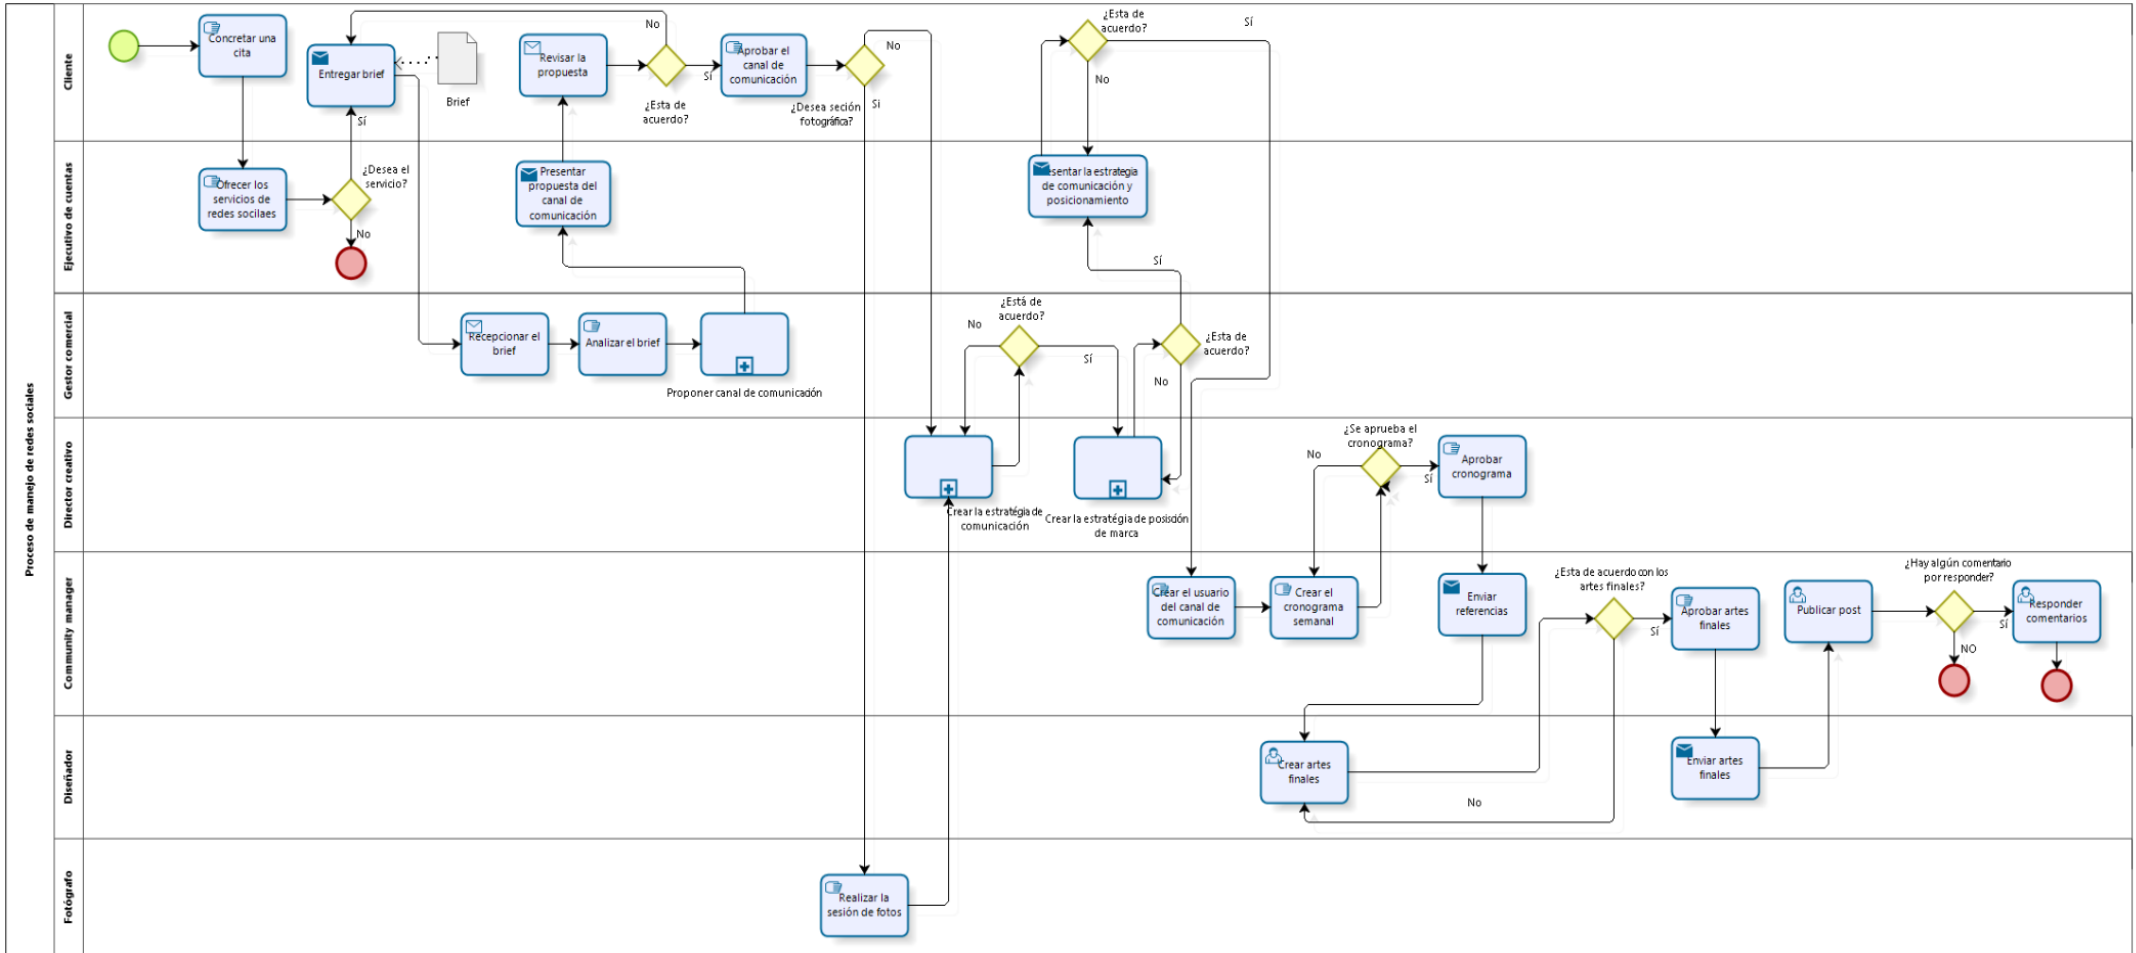 Proceso de manejo de redes sociales
Cliente
Concretar una
cita
Entregar brief
Brief
Revisar la
propuesta
No
¿Esta de
acuerdo?
Sí
Aprobar el
canal de
comunicación
¿Desea seción
fotográfica?
No
Si
¿Esta de
acuerdo?
Sí
No
Ejecutivo de cuentas
Ofrecer los
servicios de
redes socilaes
Sí
¿Desea el
servicio?
No
Presentar
propuesta del
canal de
comunicación
esentar la estrategia
de comunicación y
posicionamiento
Sí
Gestor comercial
Recepcionar el
brief
Analizar el brief
Proponer canal de comunicación
¿Está de
acuerdo?
No
Sí
¿Esta de
acuerdo?
No
Director creativo
Crear la estratégia de
comunicación
Crear la estratégia de posisción
de marca
¿Se aprueba el
cronograma?
No
Sí
Aprobar
cronograma
Community manager
Crear el usuario
del canal de
comunicación
Crear el
cronograma
semanal
Enviar
referencias
¿Esta de acuerdo con los
artes finales?
Sí
Aprobar artes
finales
Publicar post
¿Hay algún comentario
por responder?
Sí
NO
Responder
comentarios
Diseñador
Crear artes
finales
No
Enviar artes
finales
Fotógrafo
Realizar la
sesión de fotos